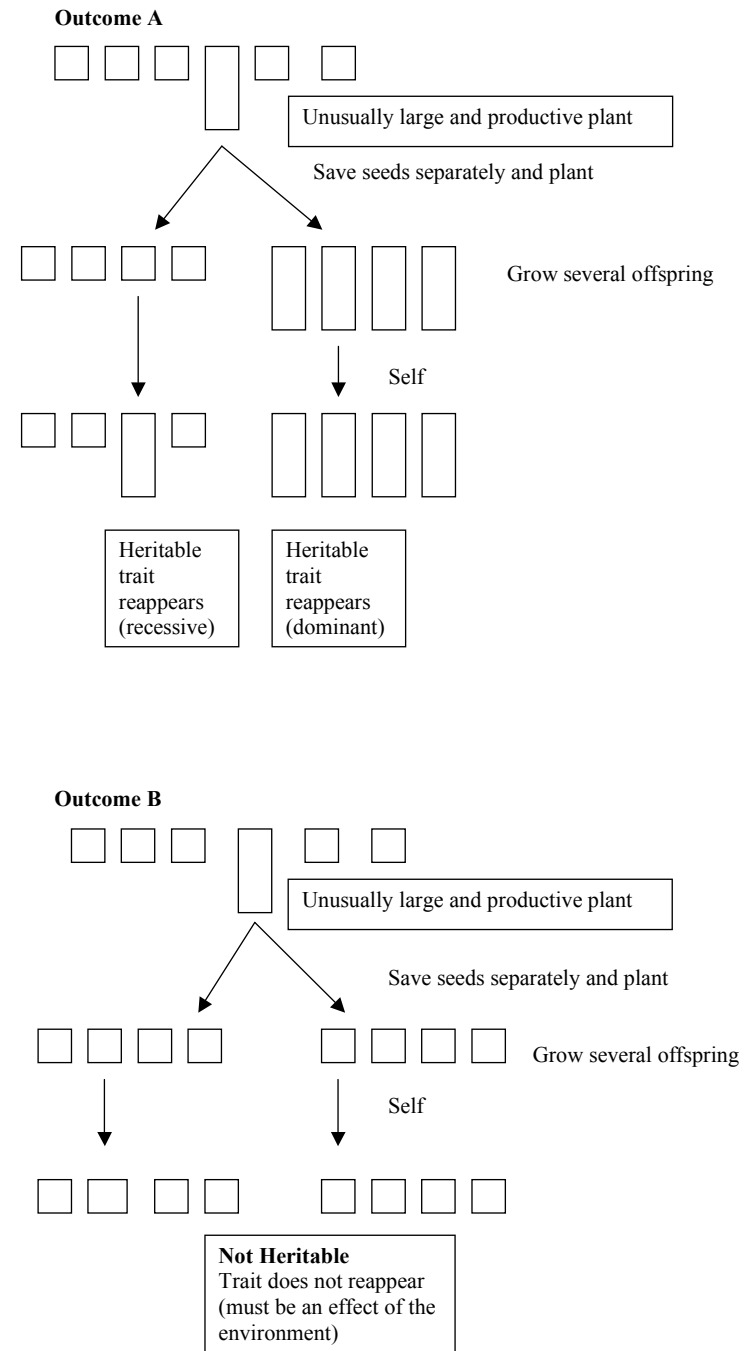 Outcome A
Unusually large and productive plant
Save seeds separately and plant
Grow several offspring
Self
Heritable
trait
reappears
(recessive)
Heritable
trait
reappears
(dominant)
Outcome B
Unusually large and productive plant
Save seeds separately and plant
Grow several offspring
Self
Not Heritable
Trait does not reappear
(must be an effect of the
environment)